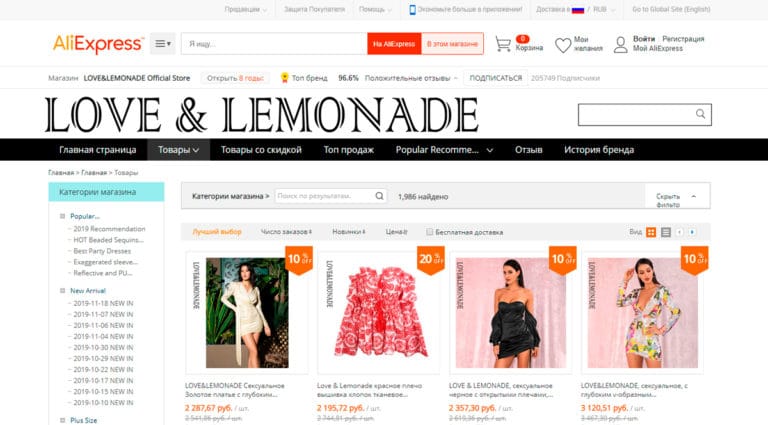 Продавцам
Защита Покупателя
Помощь
Экономьте больше в приложении!
Доставка в / RUB
Go to Global Site (English)
AliExpress
Я ищу...
На AliExpress
В этом магазине
0
Корзина
Мои желания
Войти Регистрация
Мой AliExpress
Магазин LOVE&LEMONADE Official Store
Открыть 8 годы:
Топ бренд
96.6% Положительные отзывы
ПОДПИСАТЬСЯ
205749 Подписчики
LOVE & LEMONADE
Главная страница
Товары
Товары со скидкой
Топ продаж
Popular Recomme...
Отзыв
История бренда
Главная > Главная > Товары
Категории магазина
Popular...
2019 Recommendation
HOT Beaded Sequins...
Best Party Dresses
Exaggerated sleeve...
Reflective and PU...
New Arrival
2019-11-18 NEW IN
2019-11-07 NEW IN
2019-11-06 NEW IN
2019-11-04 NEW IN
2019-10-30 NEW IN
2019-10-29 NEW IN
2019-10-22 NEW IN
2019-10-17 NEW IN
2019-10-15 NEW IN
2019-10-10 NEW IN
Plus Size
Категории магазина >
Поиск по результатам.
1,986 найдено
Скрыть фильтр
Лучший выбор
Число заказов
Новинки
Цена
Бесплатная доставка
Вид
10 % OFF
LOVE&LEMONADE
LOVE&LEMONADE Сексуальное
Золотое платье с глубоким...
2 287,67 руб. / шт.
2 541,86 руб. / шт.
20 % OFF
LOVE&LEMONADE
Love & Lemonade красное плечо
вышивка хлопок тканевое...
2 195,72 руб. / шт.
2 744,81 руб. / шт.
10 % OFF
LOVE&LEMONADE
LOVE & LEMONADE, сексуальное
черное с открытыми плечами,...
2 357,30 руб. / шт.
2 619,36 руб. / шт.
10 % OFF
LOVE&LEMONADE
LOVE&LEMONADE, сексуальное, с
глубоким v-образным...
3 120,51 руб. / шт.
3 467,30 руб. / шт.